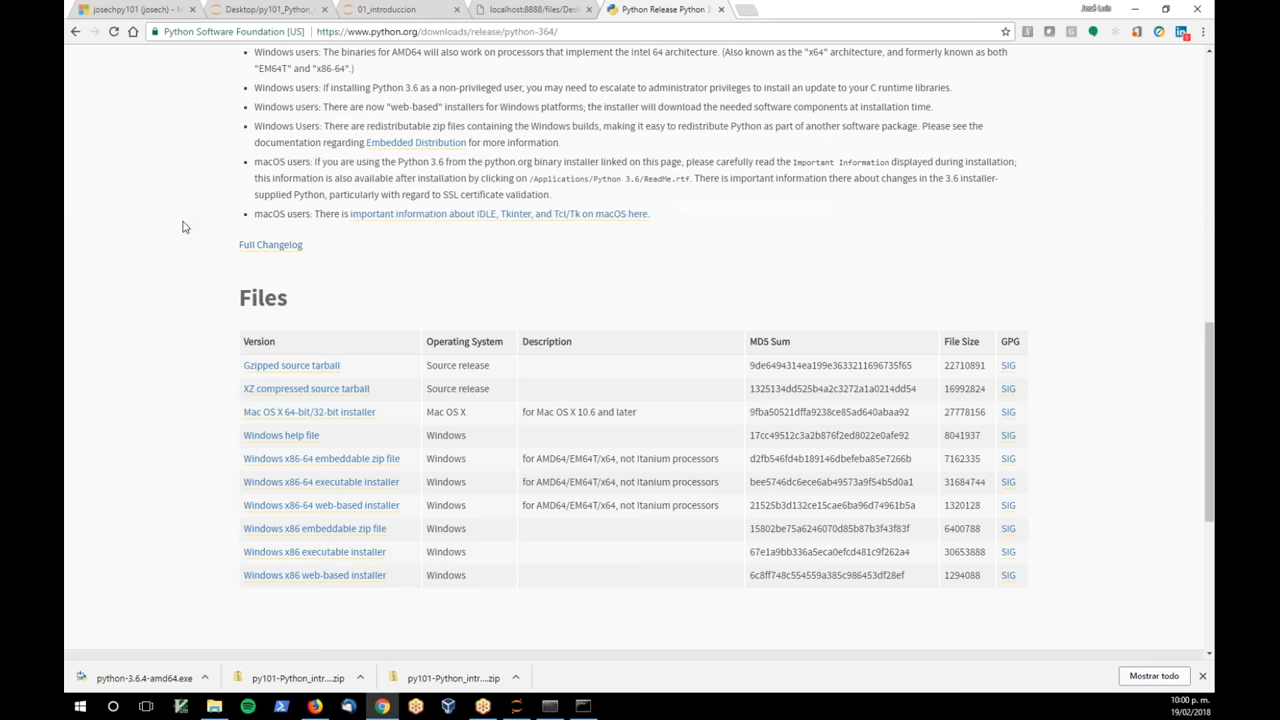 José Luis
josechpy101 (josech) - M
Desktop/py101_Python_i
01_introduccion
localhost:8888/files/Desk
Python Release Python 3
Python Software Foundation [US]
https://www.python.org/downloads/release/python-364/
Windows users: The binaries for AMD64 will also work on processors that implement the Intel 64 architecture. (Also known as the "x64" architecture, and formerly known as both
"EM64T" and "x86-64".)
Windows users: If installing Python 3.6 as a non-privileged user, you may need to escalate to administrator privileges to install an update to your C runtime libraries.
Windows users: There are now "web-based" installers for Windows platforms; the installer will download the needed software components at installation time.
Windows Users: There are redistributable zip files containing the Windows builds, making it easy to redistribute Python as part of another software package. Please see the
documentation regarding Embedded Distribution for more information.
macOS users: If you are using the Python 3.6 from the python.org binary installer linked on this page, please carefully read the Important Information displayed during installation;
this information is also available after installation by clicking on /Applications/Python 3.6/ReadMe.rtf. There is important information there about changes in the 3.6 installer-
supplied Python, particularly with regard to SSL certificate validation.
macOS users: There is important information about IDLE, Tkinter, and Tcl/Tk on macOS here.
Full Changelog
Files
Version Operating System Description MD5 Sum File Size GPG
Gzipped source tarball Source release 9de6494314ea199e3633211696735f65 22710891 SIG
XZ compressed source tarball Source release 1325134dd525b4a2c3272a1a0214dd54 16992824 SIG
Mac OS X 64-bit/32-bit installer Mac OS X for Mac OS X 10.6 and later 9fba50521dffa9238ce85ad640abaa92 27778156 SIG
Windows help file Windows 17cc49512c3a2b876f2ed8022e0afe92 8041937 SIG
Windows x86-64 embeddable zip file Windows for AMD64/EM64T/x64, not Itanium processors d2fb546fd4b189146dbefeba85e7266b 7162335 SIG
Windows x86-64 executable installer Windows for AMD64/EM64T/x64, not Itanium processors bee5746dc6ece6ab49573a9f54b5d0a1 31684744 SIG
Windows x86-64 web-based installer Windows for AMD64/EM64T/x64, not Itanium processors 21525b3d132ce15cae6ba96d74961b5a 1320128 SIG
Windows x86 embeddable zip file Windows 15802be75a6246070d85b87b3f43f83f 6400788 SIG
Windows x86 executable installer Windows 67e1a9bb336a5eca0efcd481c9f262a4 30653888 SIG
Windows x86 web-based installer Windows 6c8ff748c554559a385c986453df28ef 1294088 SIG
python-3.6.4-amd64.exe
py101-Python_intr....zip
py101-Python_intr....zip
Mostrar todo
10:00 p. m.
19/02/2018